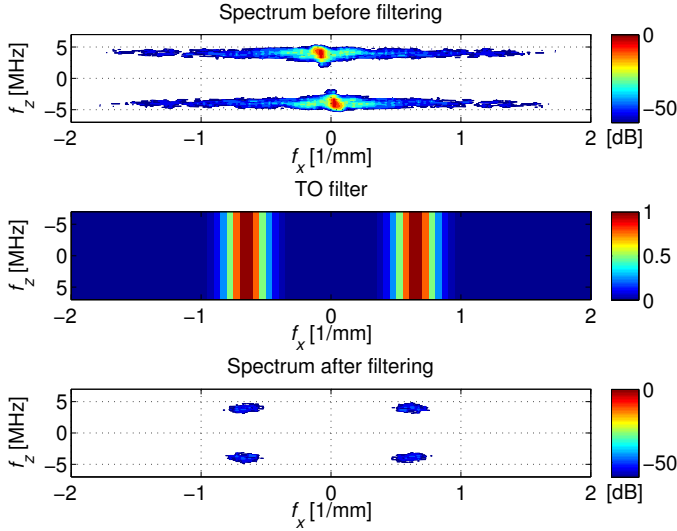 Spectrum before filtering
f_z [MHz]
5
0
−5
−2 −1 0 1 2
f_x [1/mm]
0
−50
[dB]
TO filter
f_z [MHz]
−5
0
5
−2 −1 0 1 2
f_x [1/mm]
1
0.5
0
Spectrum after filtering
f_z [MHz]
5
0
−5
−2 −1 0 1 2
f_x [1/mm]
0
−50
[dB]